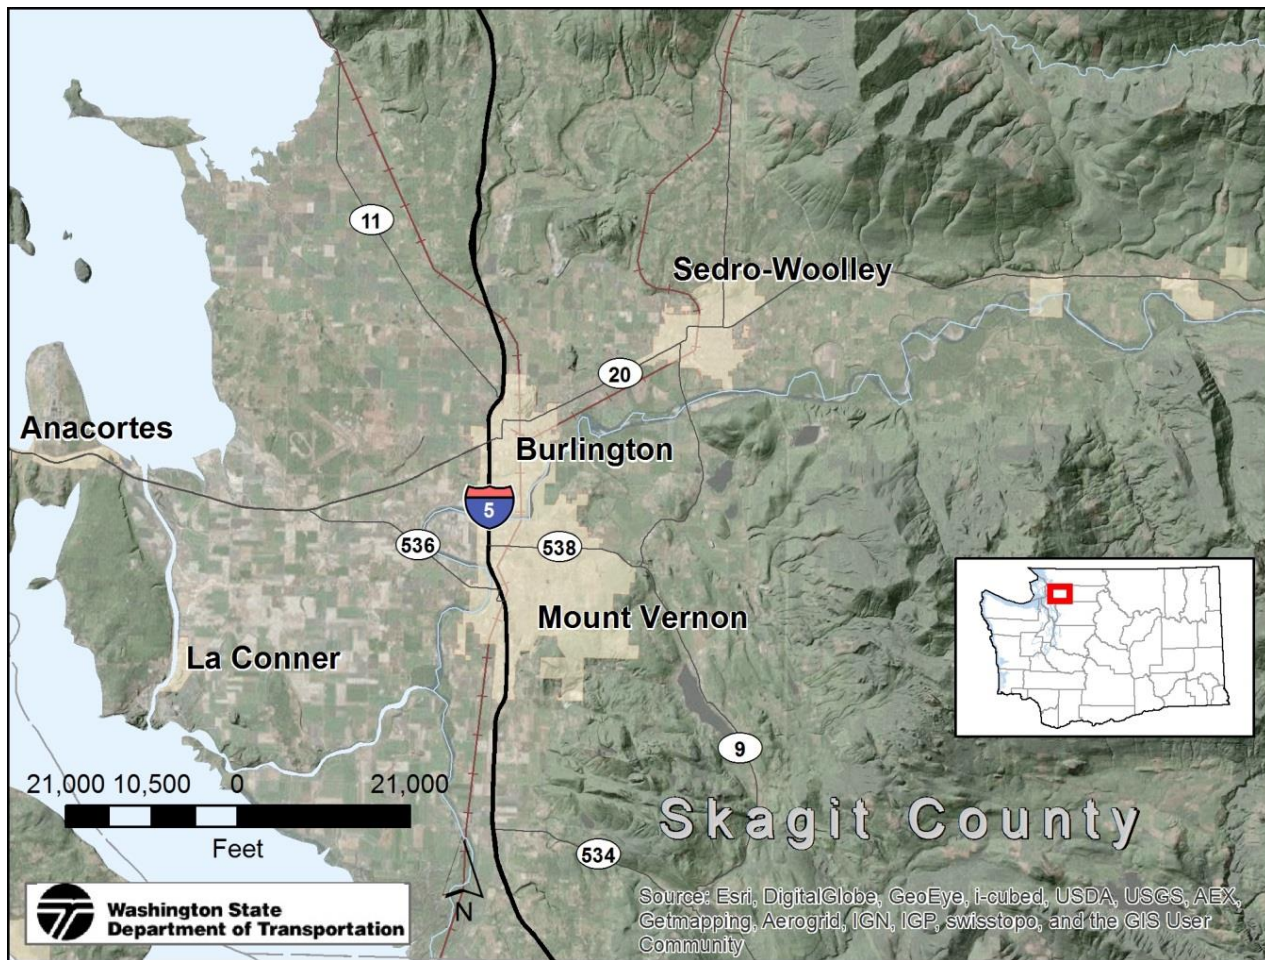 11
Sedro-Woolley
20
Anacortes
Burlington
5
536
538
Mount Vernon
La Conner
9
21,000 10,500 0 21,000
Feet
Skagit County
534
N
Washington State
Department of Transportation
Source: Esri, DigitalGlobe, GeoEye, i-cubed, USDA, USGS, AEX,
Getmapping, Aerogrid, IGN, IGP, swisstopo, and the GIS User
Community